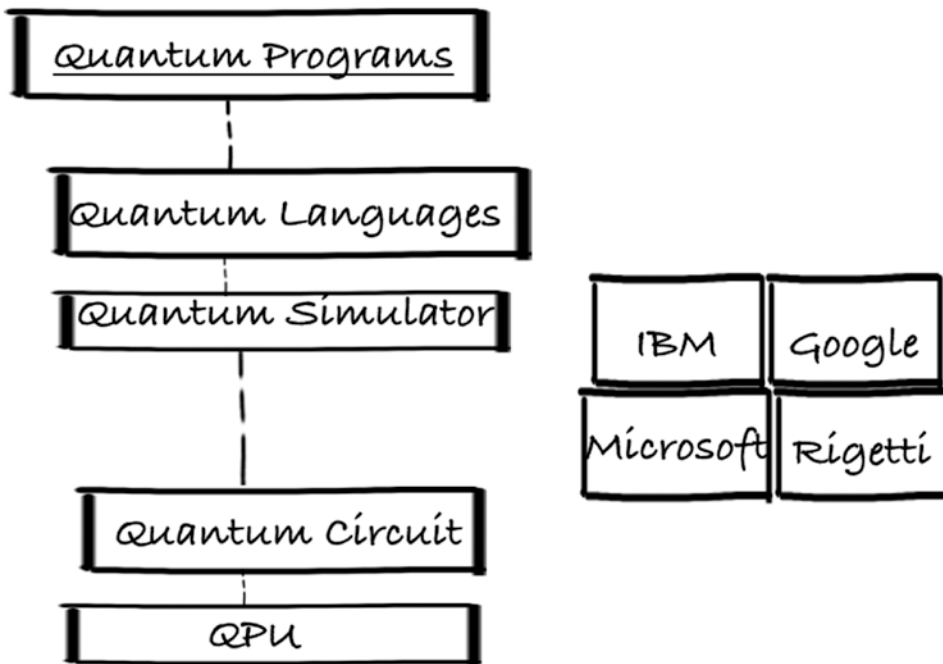 Quantum Programs
Quantum Languages
Quantum Simulator
IBM
Google
Microsoft
Rigetti
Quantum Circuit
QPU